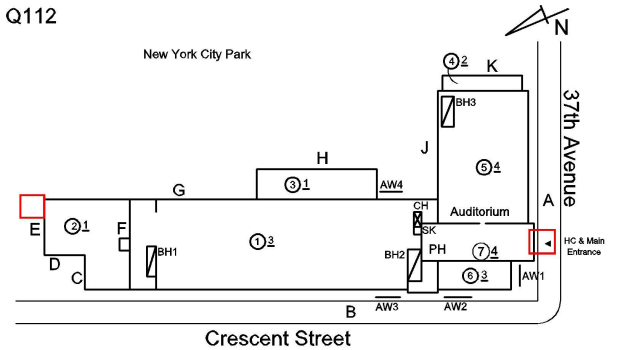 Q112
N
New York City Park
④ 2
K
BH3
37th Avenue
J
H
⑤ 4
③ 1
AW4
G
A
CH
Auditorium
E
② 1
F
SK
① 3
PH
⑦ 4
HC & Main
Entrance
BH1
BH2
D
C
⑥ 3
AW1
B
AW3
AW2
Crescent Street